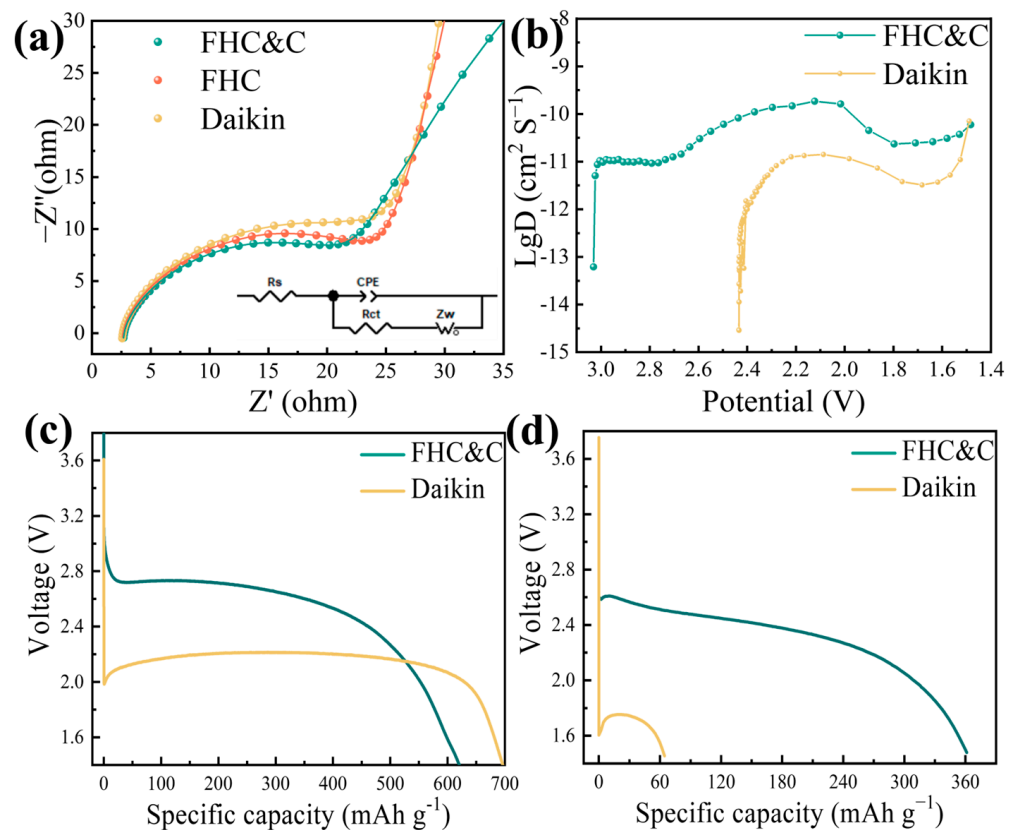 (a)
30
25
20
15
10
5
0
−Z"(ohm)
FHC&C
FHC
Daikin
Rs
CPE
Rct
Zw
0 5 10 15 20 25 30 35
Z' (ohm)
(b)
-8
-9
-10
-11
-12
-13
-14
-15
LgD (cm² S⁻¹)
FHC&C
Daikin
3.0 2.8 2.6 2.4 2.2 2.0 1.8 1.6 1.4
Potential (V)
(c)
3.6
3.2
2.8
2.4
2.0
1.6
Voltage (V)
FHC&C
Daikin
0 100 200 300 400 500 600 700
Specific capacity (mAh g⁻¹)
(d)
3.6
3.2
2.8
2.4
2.0
1.6
Voltage (V)
FHC&C
Daikin
0 60 120 180 240 300 360
Specific capacity (mAh g⁻¹)